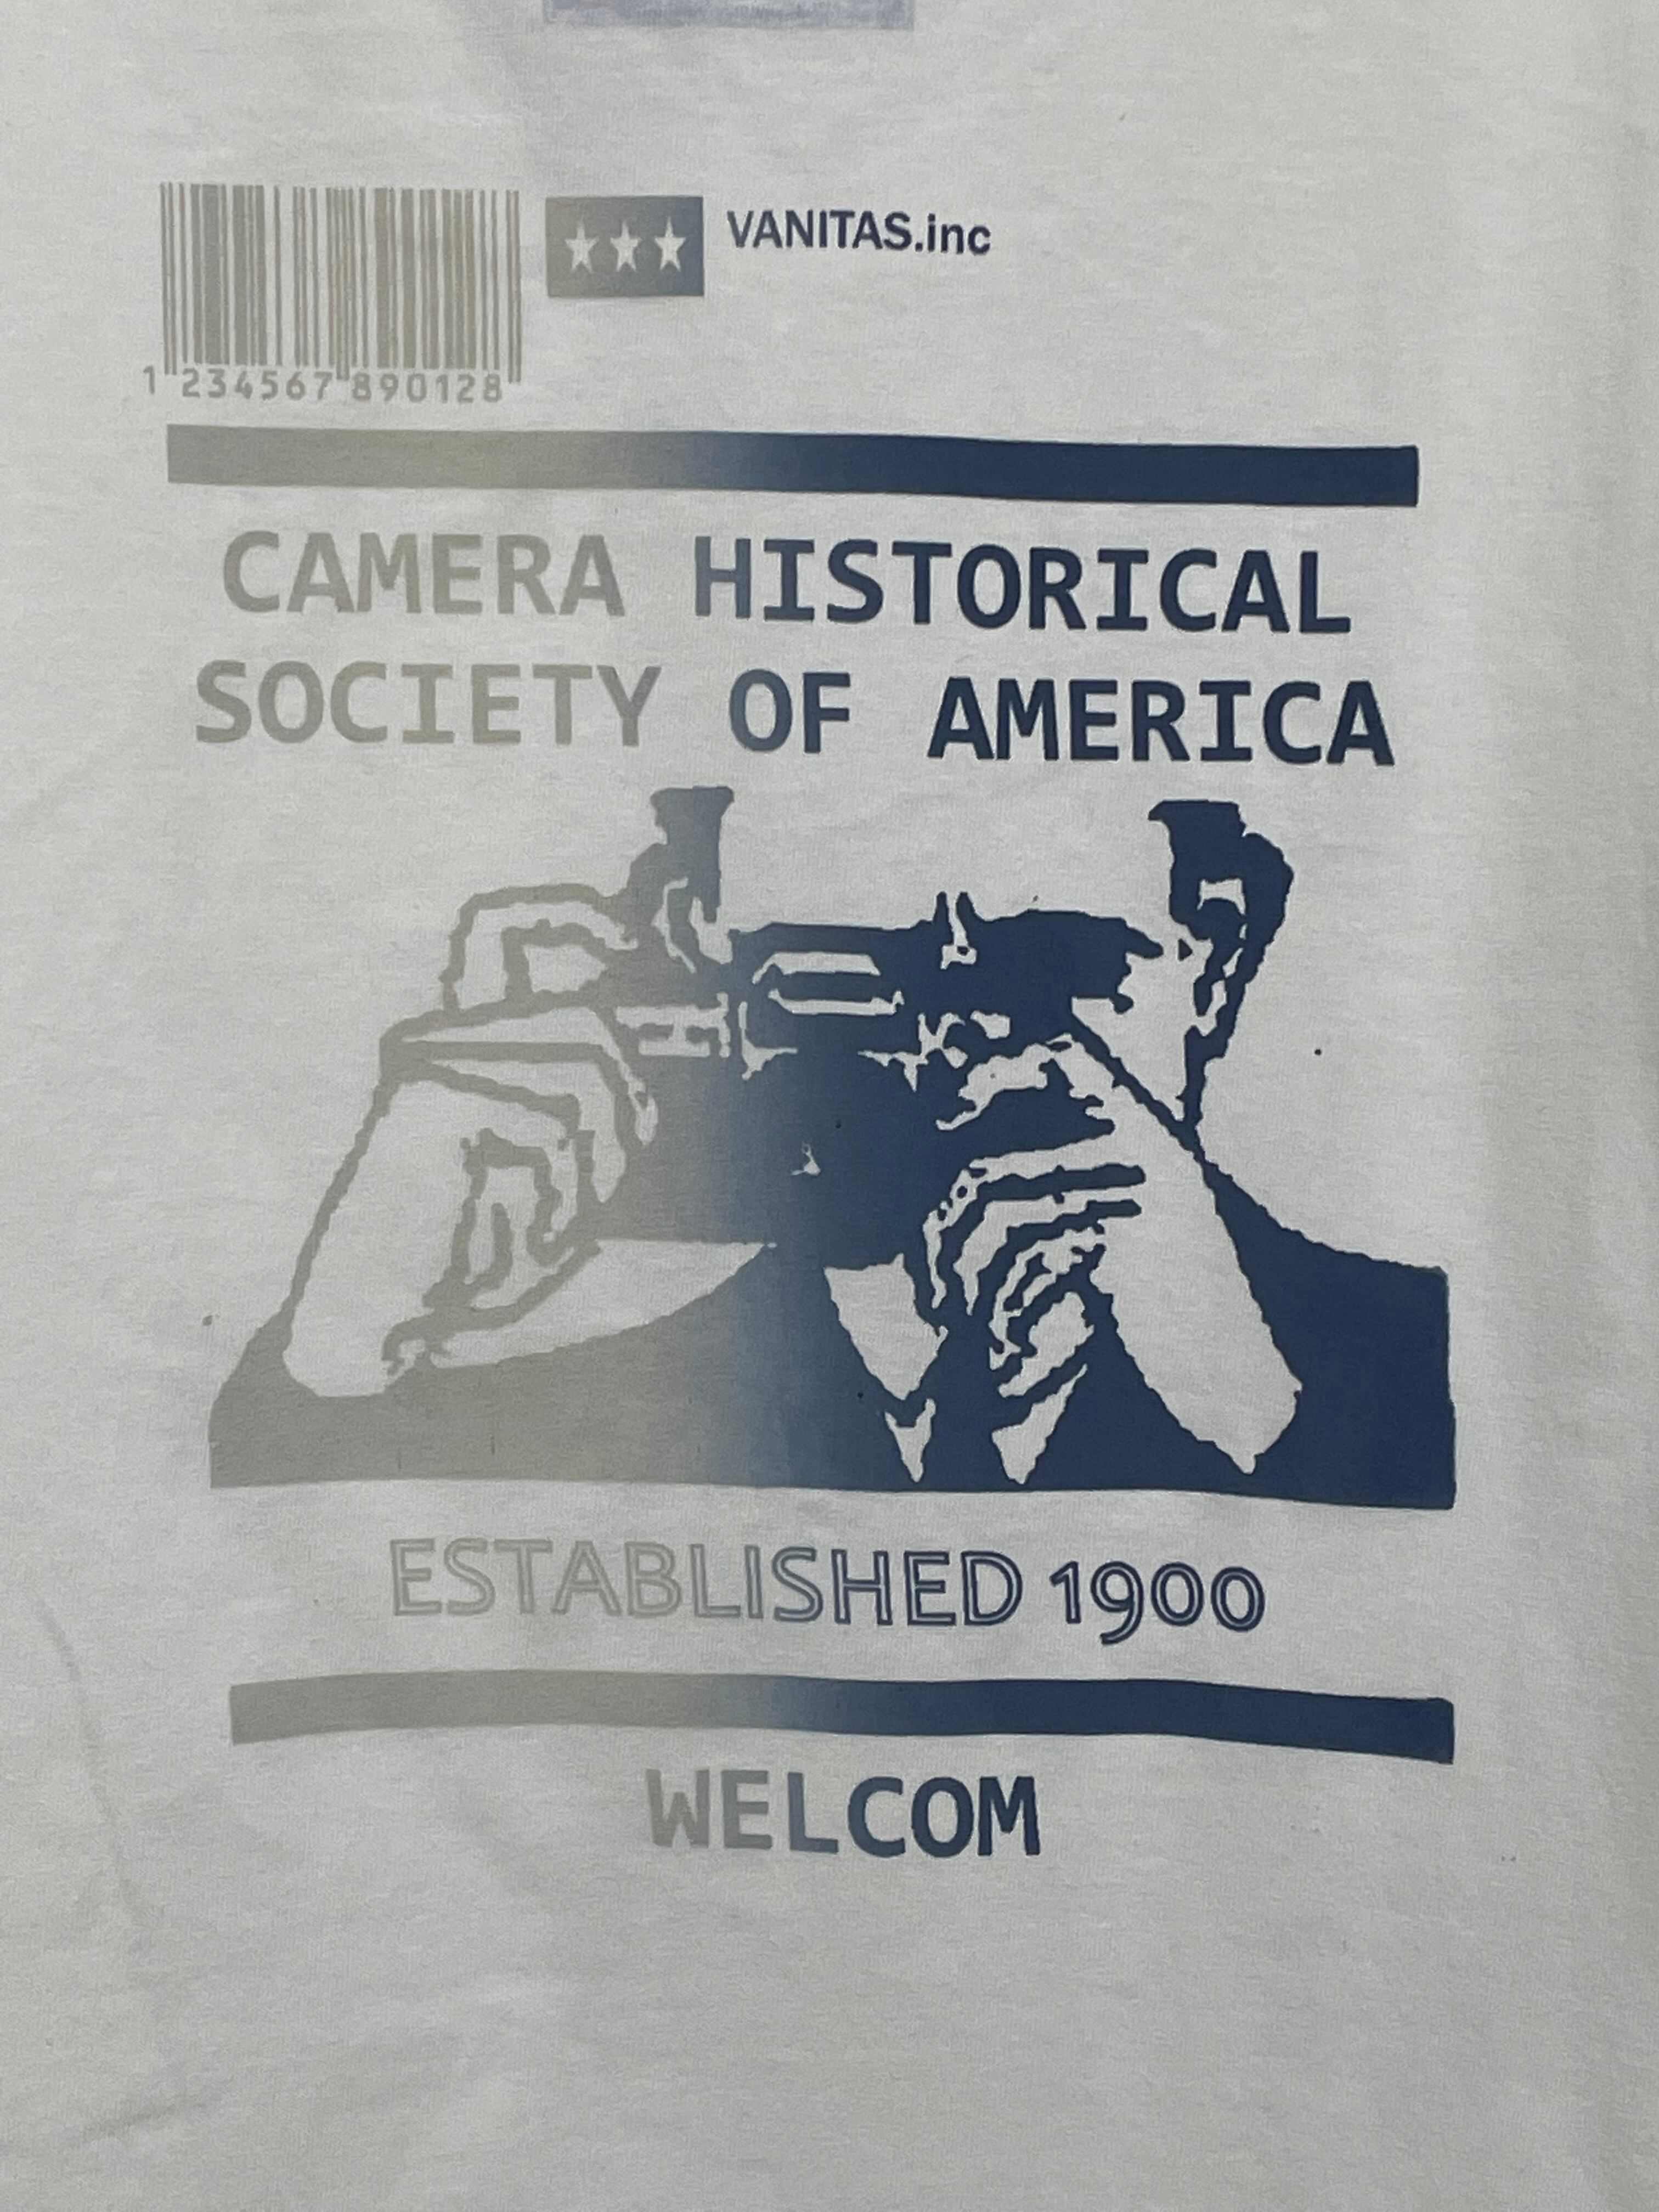 VANITAS.inc
1 234567 890128
CAMERA HISTORICAL
SOCIETY OF AMERICA
ESTABLISHED 1900
WELCOM